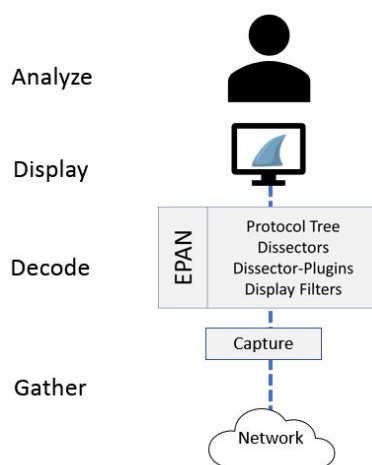 Analyze
Display
EPAN
Protocol Tree
Dissectors
Dissector-Plugins
Display Filters
Decode
Capture
Gather
Network